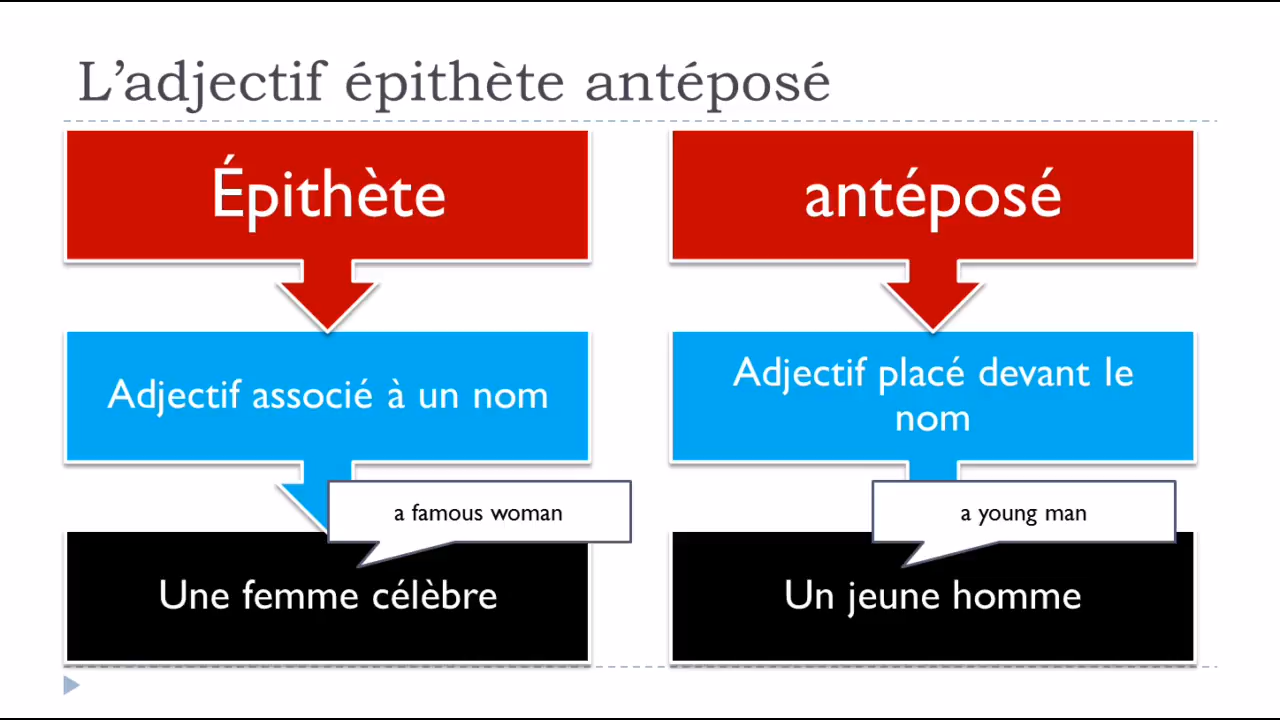 L’adjectif épithète antéposé
Épithète
antéposé
Adjectif associé à un nom
Adjectif placé devant le
nom
a famous woman
a young man
Une femme célèbre
Un jeune homme